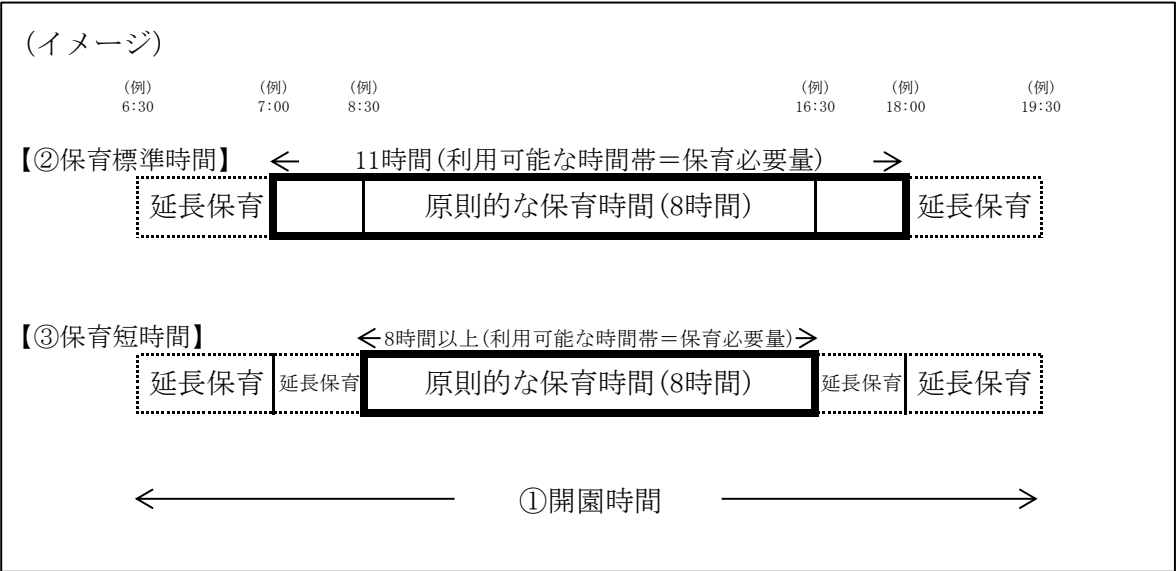 (イメージ)
(例) (例) (例) (例) (例) (例)
6:30 7:00 8:30 16:30 18:00 19:30
【②保育標準時間】 11時間(利用可能な時間帯＝保育必要量)
延長保育 原則的な保育時間(8時間) 延長保育
【③保育短時間】 8時間以上(利用可能な時間帯＝保育必要量)
延長保育 延長保育 原則的な保育時間(8時間) 延長保育 延長保育
①開園時間